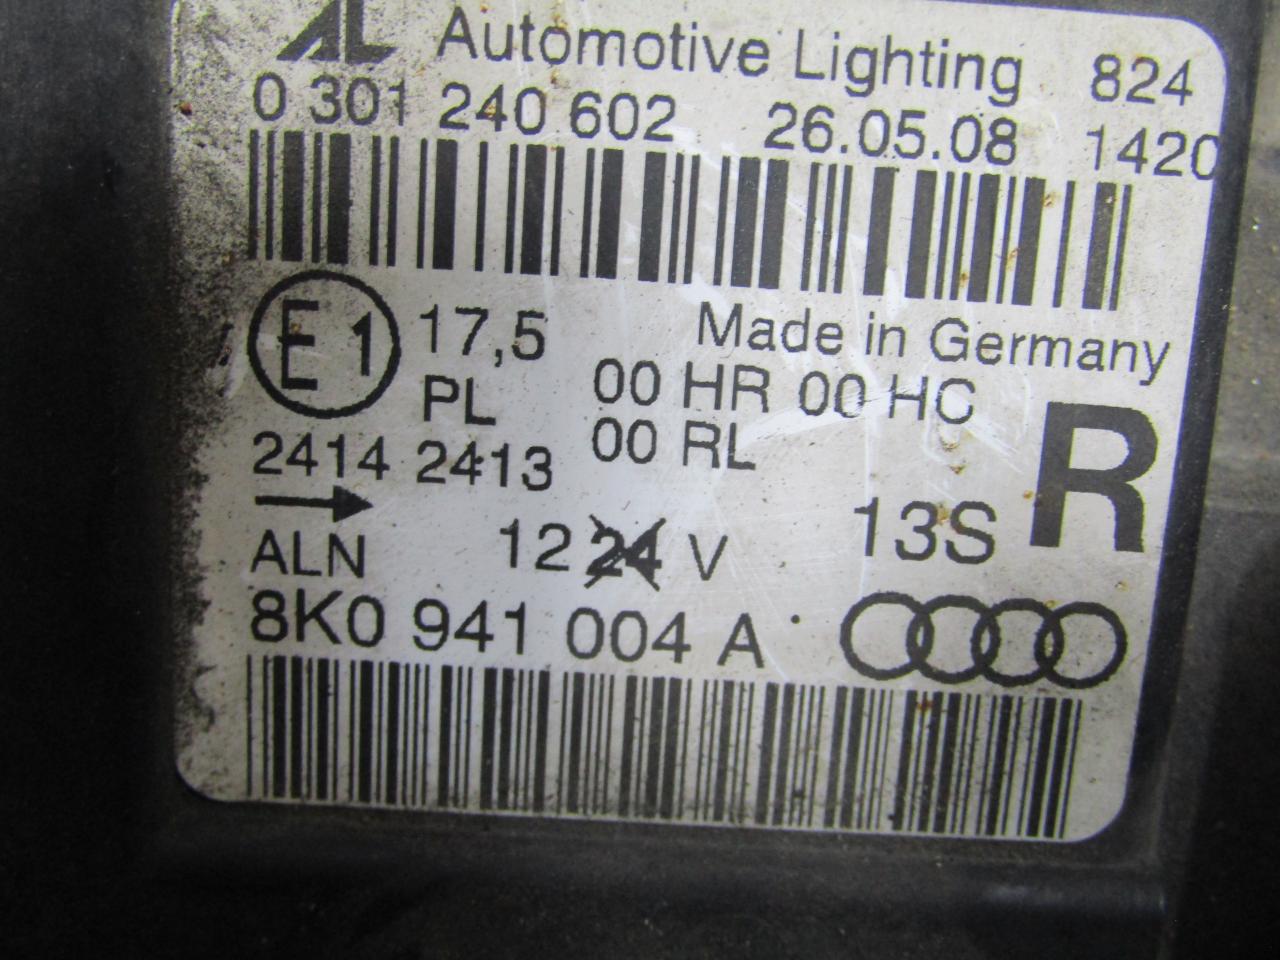 AL Automotive Lighting 824
0 301 240 602 26.05.08 1420
E1 17,5 Made in Germany
PL 00 HR 00 HC
00 RL R
2414 2413
→ 13S
ALN 12 24 V
8K0 941 004 A